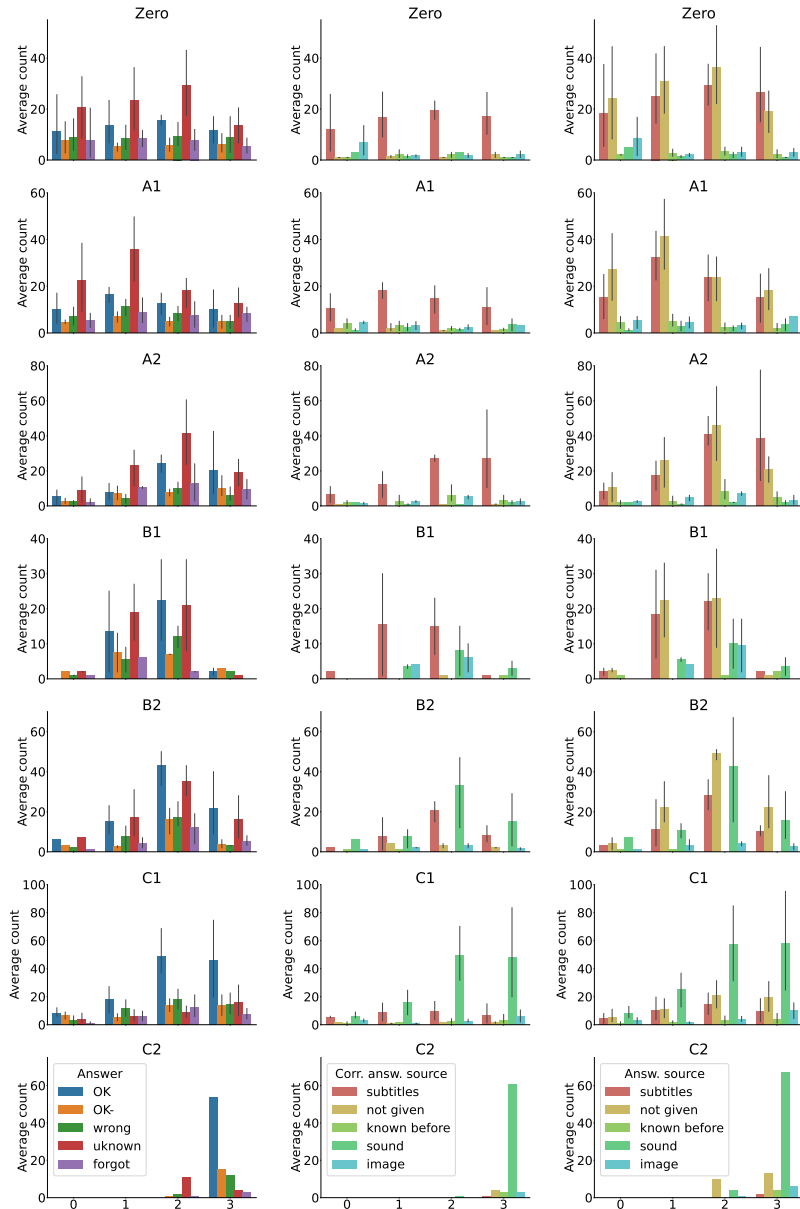 Zero Zero Zero
Average count Average count Average count
40 40 40
20 20 20
0 0 0
A1 A1 A1
Average count Average count Average count
60 60 60
40 40 40
20 20 20
0 0 0
A2 A2 A2
Average count Average count Average count
80 80 80
60 60 60
40 40 40
20 20 20
0 0 0
B1 B1 B1
Average count Average count Average count
40 40 40
30 30 30
20 20 20
10 10 10
0 0 0
B2 B2 B2
Average count Average count Average count
60 60 60
40 40 40
20 20 20
0 0 0
C1 C1 C1
Average count Average count Average count
100 100 100
80 80 80
60 60 60
40 40 40
20 20 20
0 0 0
C2 C2 C2
Average count Average count Average count
60 60 60
40 40 40
20 20 20
0 0 0
Answer
OK
OK-
wrong
uknown
forgot
Corr. answ. source
subtitles
not given
known before
sound
image
Answ. source
subtitles
not given
known before
sound
image
0 1 2 3 0 1 2 3 0 1 2 3